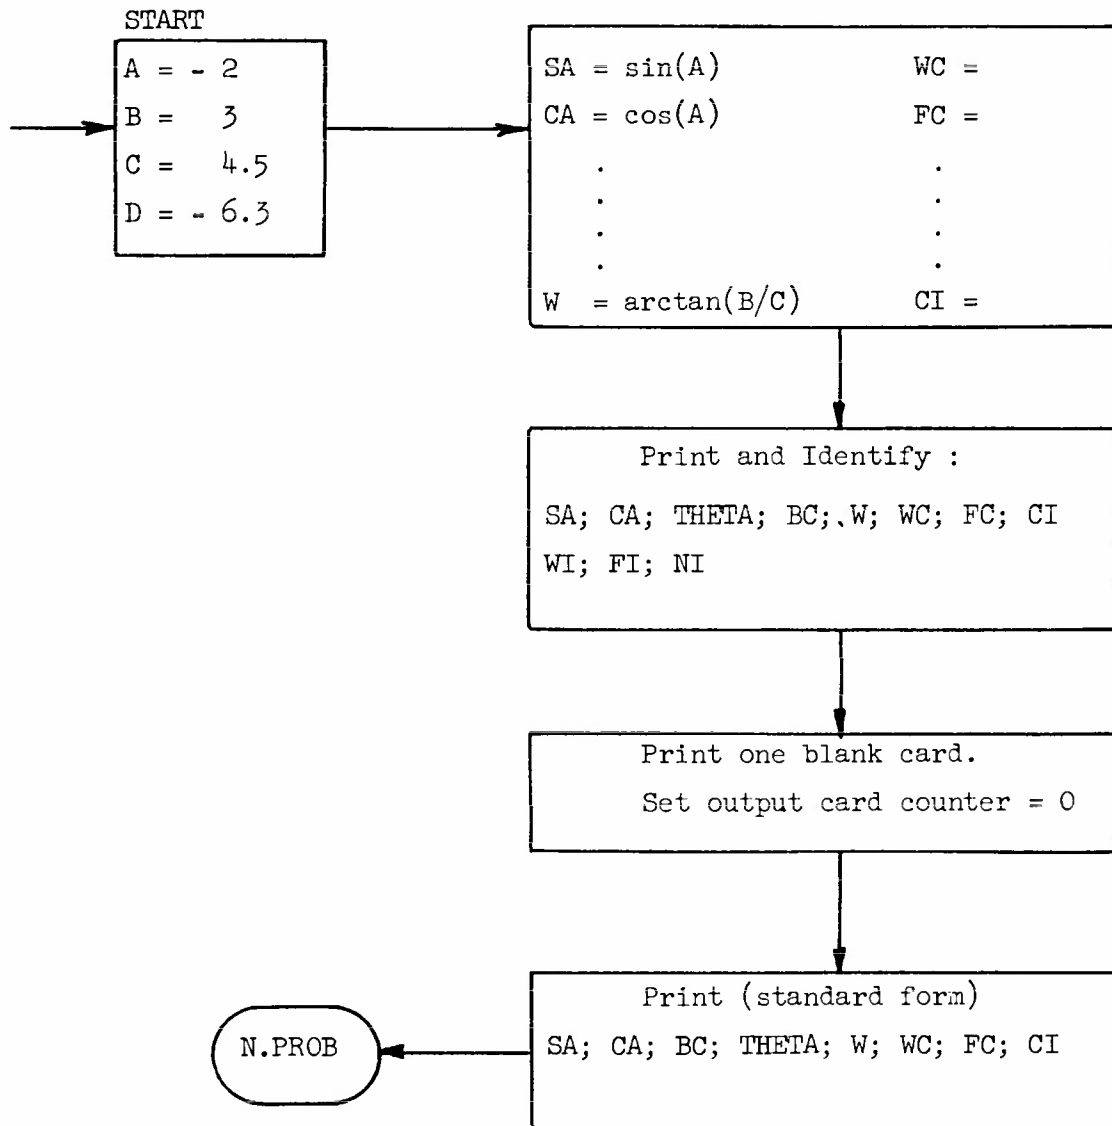 START
A = - 2
B = 3
C = 4.5
D = - 6.3
SA = sin(A) WC =
CA = cos(A) FC =
. .
. .
. .
. .
W = arctan(B/C) CI =
Print and Identify :
SA; CA; THETA; BC; W; WC; FC; CI
WI; FI; NI
Print one blank card.
Set output card counter = 0
Print (standard form)
N.PROB
SA; CA; BC; THETA; W; WC; FC; CI